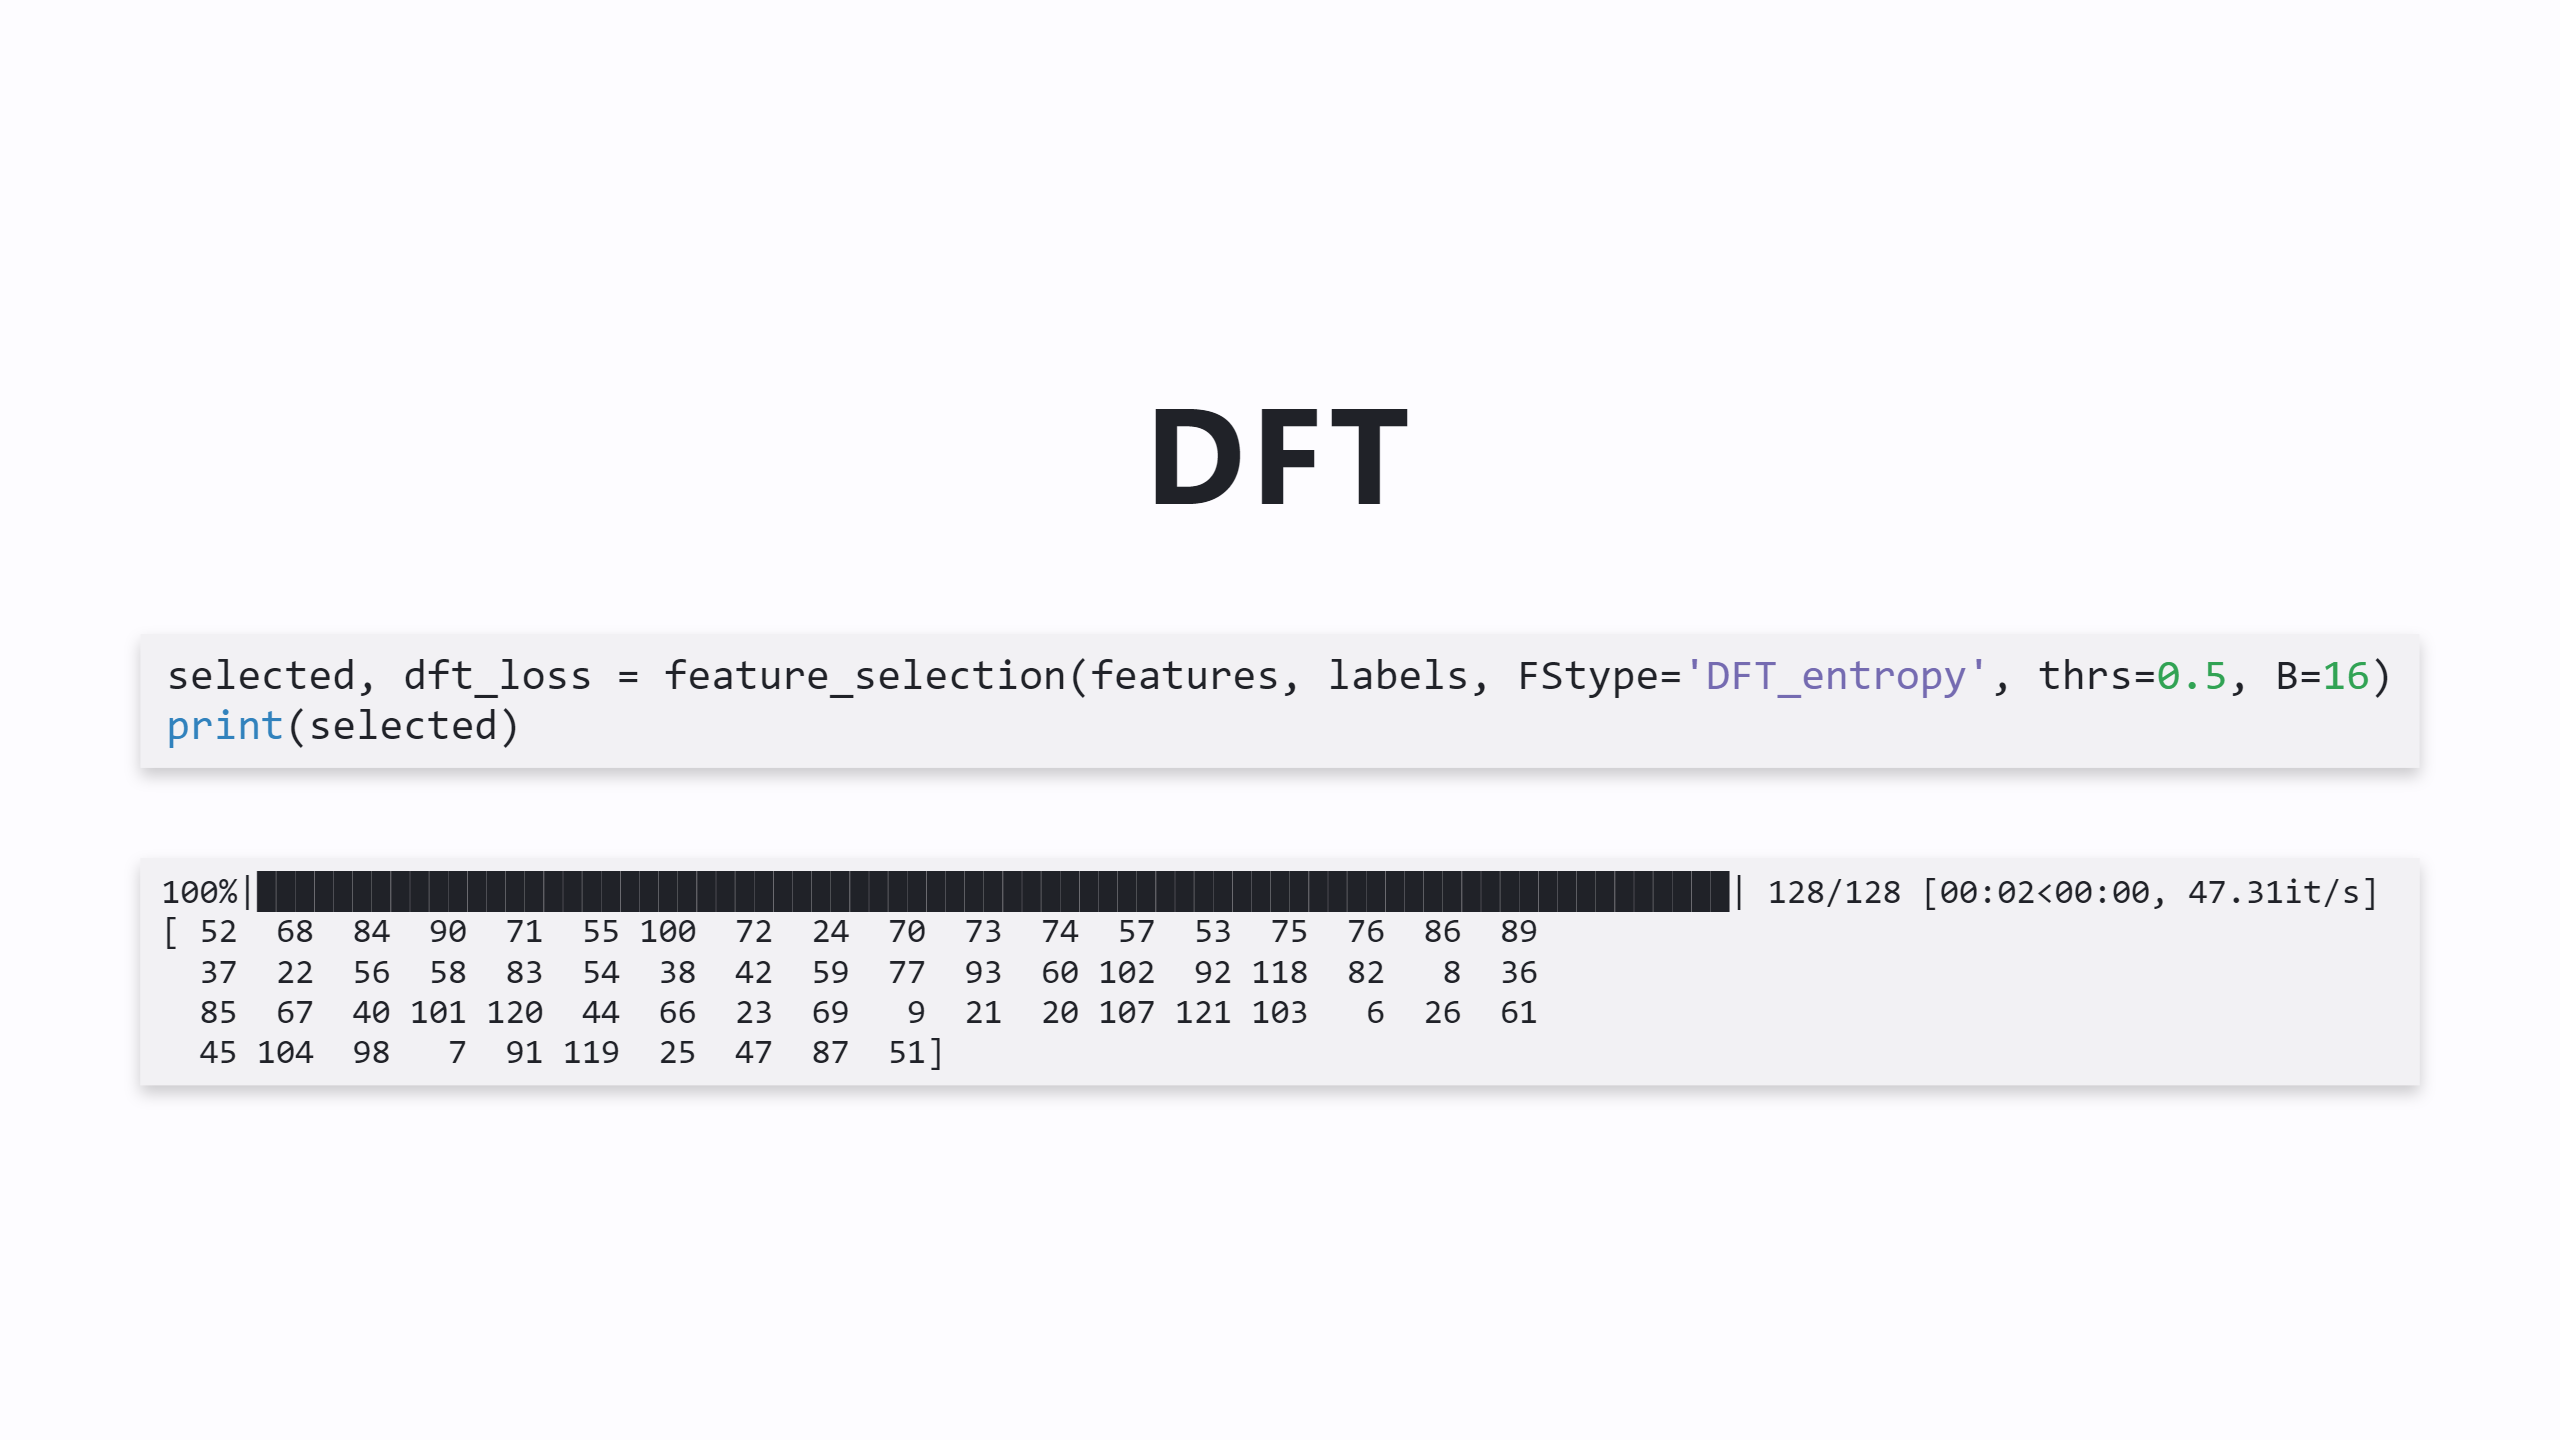 DFT
selected, dft_loss = feature_selection(features, labels, FStype='DFT_entropy', thrs=0.5, B=16)
print(selected)
100%|██████████████████████████████████████████████████████████████████████████| 128/128 [00:02<00:00, 47.31it/s]
[ 52  68  84  90  71  55 100  72  24  70  73  74  57  53  75  76  86  89
  37  22  56  58  83  54  38  42  59  77  93  60 102  92 118  82   8  36
  85  67  40 101 120  44  66  23  69   9  21  20 107 121 103   6  26  61
  45 104  98   7  91 119  25  47  87  51]